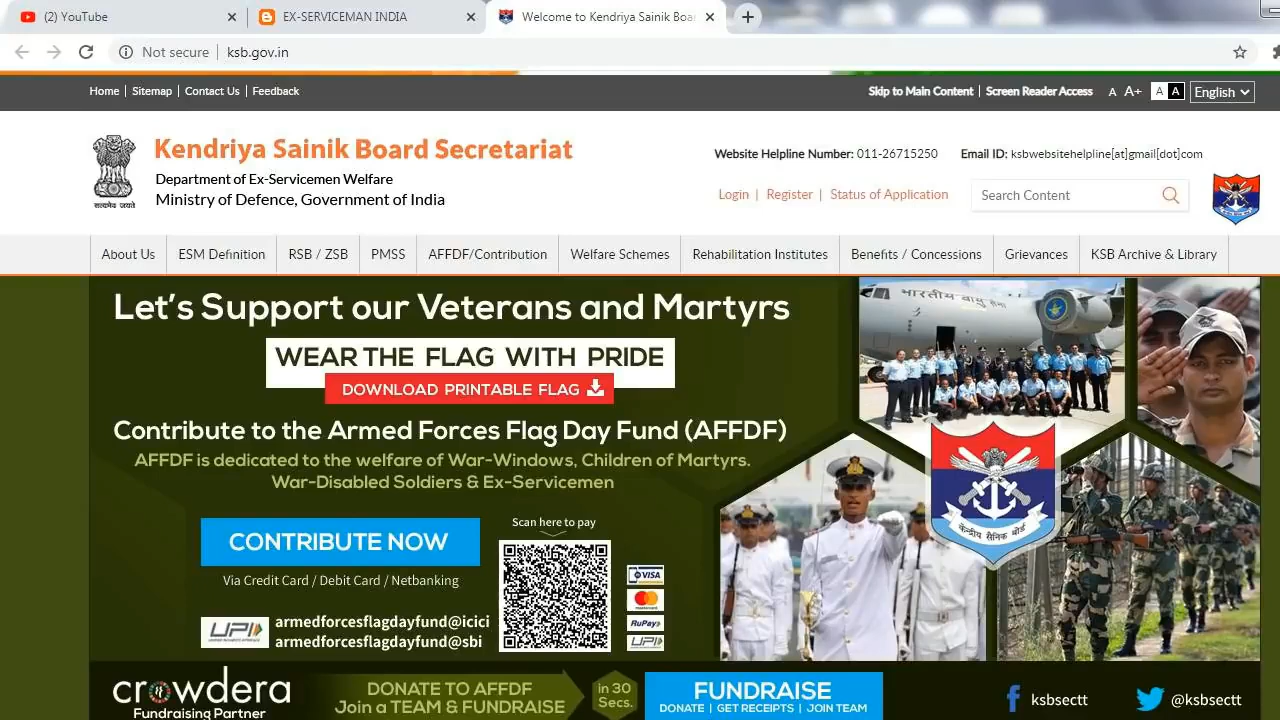 (2) YouTube
EX-SERVICEMAN INDIA
Welcome to Kendriya Sainik Boar
Not secure
ksb.gov.in
Home | Sitemap | Contact Us | Feedback
Skip to Main Content | Screen Reader Access
A A+ A A
English
Kendriya Sainik Board Secretariat
Department of Ex-Servicemen Welfare
Ministry of Defence, Government of India
सत्यमेव जयते
Website Helpline Number: 011-26715250
Email ID: ksbwebsitehelpline[at]gmail[dot]com
Login | Register | Status of Application
Search Content
About Us
ESM Definition
RSB / ZSB
PMSS
AFFDF/Contribution
Welfare Schemes
Rehabilitation Institutes
Benefits / Concessions
Grievances
KSB Archive & Library
Let's Support our Veterans and Martyrs
WEAR THE FLAG WITH PRIDE
DOWNLOAD PRINTABLE FLAG
Contribute to the Armed Forces Flag Day Fund (AFFDF)
AFFDF is dedicated to the welfare of War-Windows, Children of Martyrs.
War-Disabled Soldiers & Ex-Servicemen
CONTRIBUTE NOW
Via Credit Card / Debit Card / Netbanking
UPI
armedforcesflagdayfund@icici
armedforcesflagdayfund@sbi
Scan here to pay
VISA
mastercard
RuPay
UPI
भारतीय वायु सेना
केन्द्रीय सैनिक बोर्ड
crowdera
Fundraising Partner
DONATE TO AFFDF
Join a TEAM & FUNDRAISE
in 30
Secs.
FUNDRAISE
DONATE | GET RECEIPTS | JOIN TEAM
ksbsectt
@ksbsectt